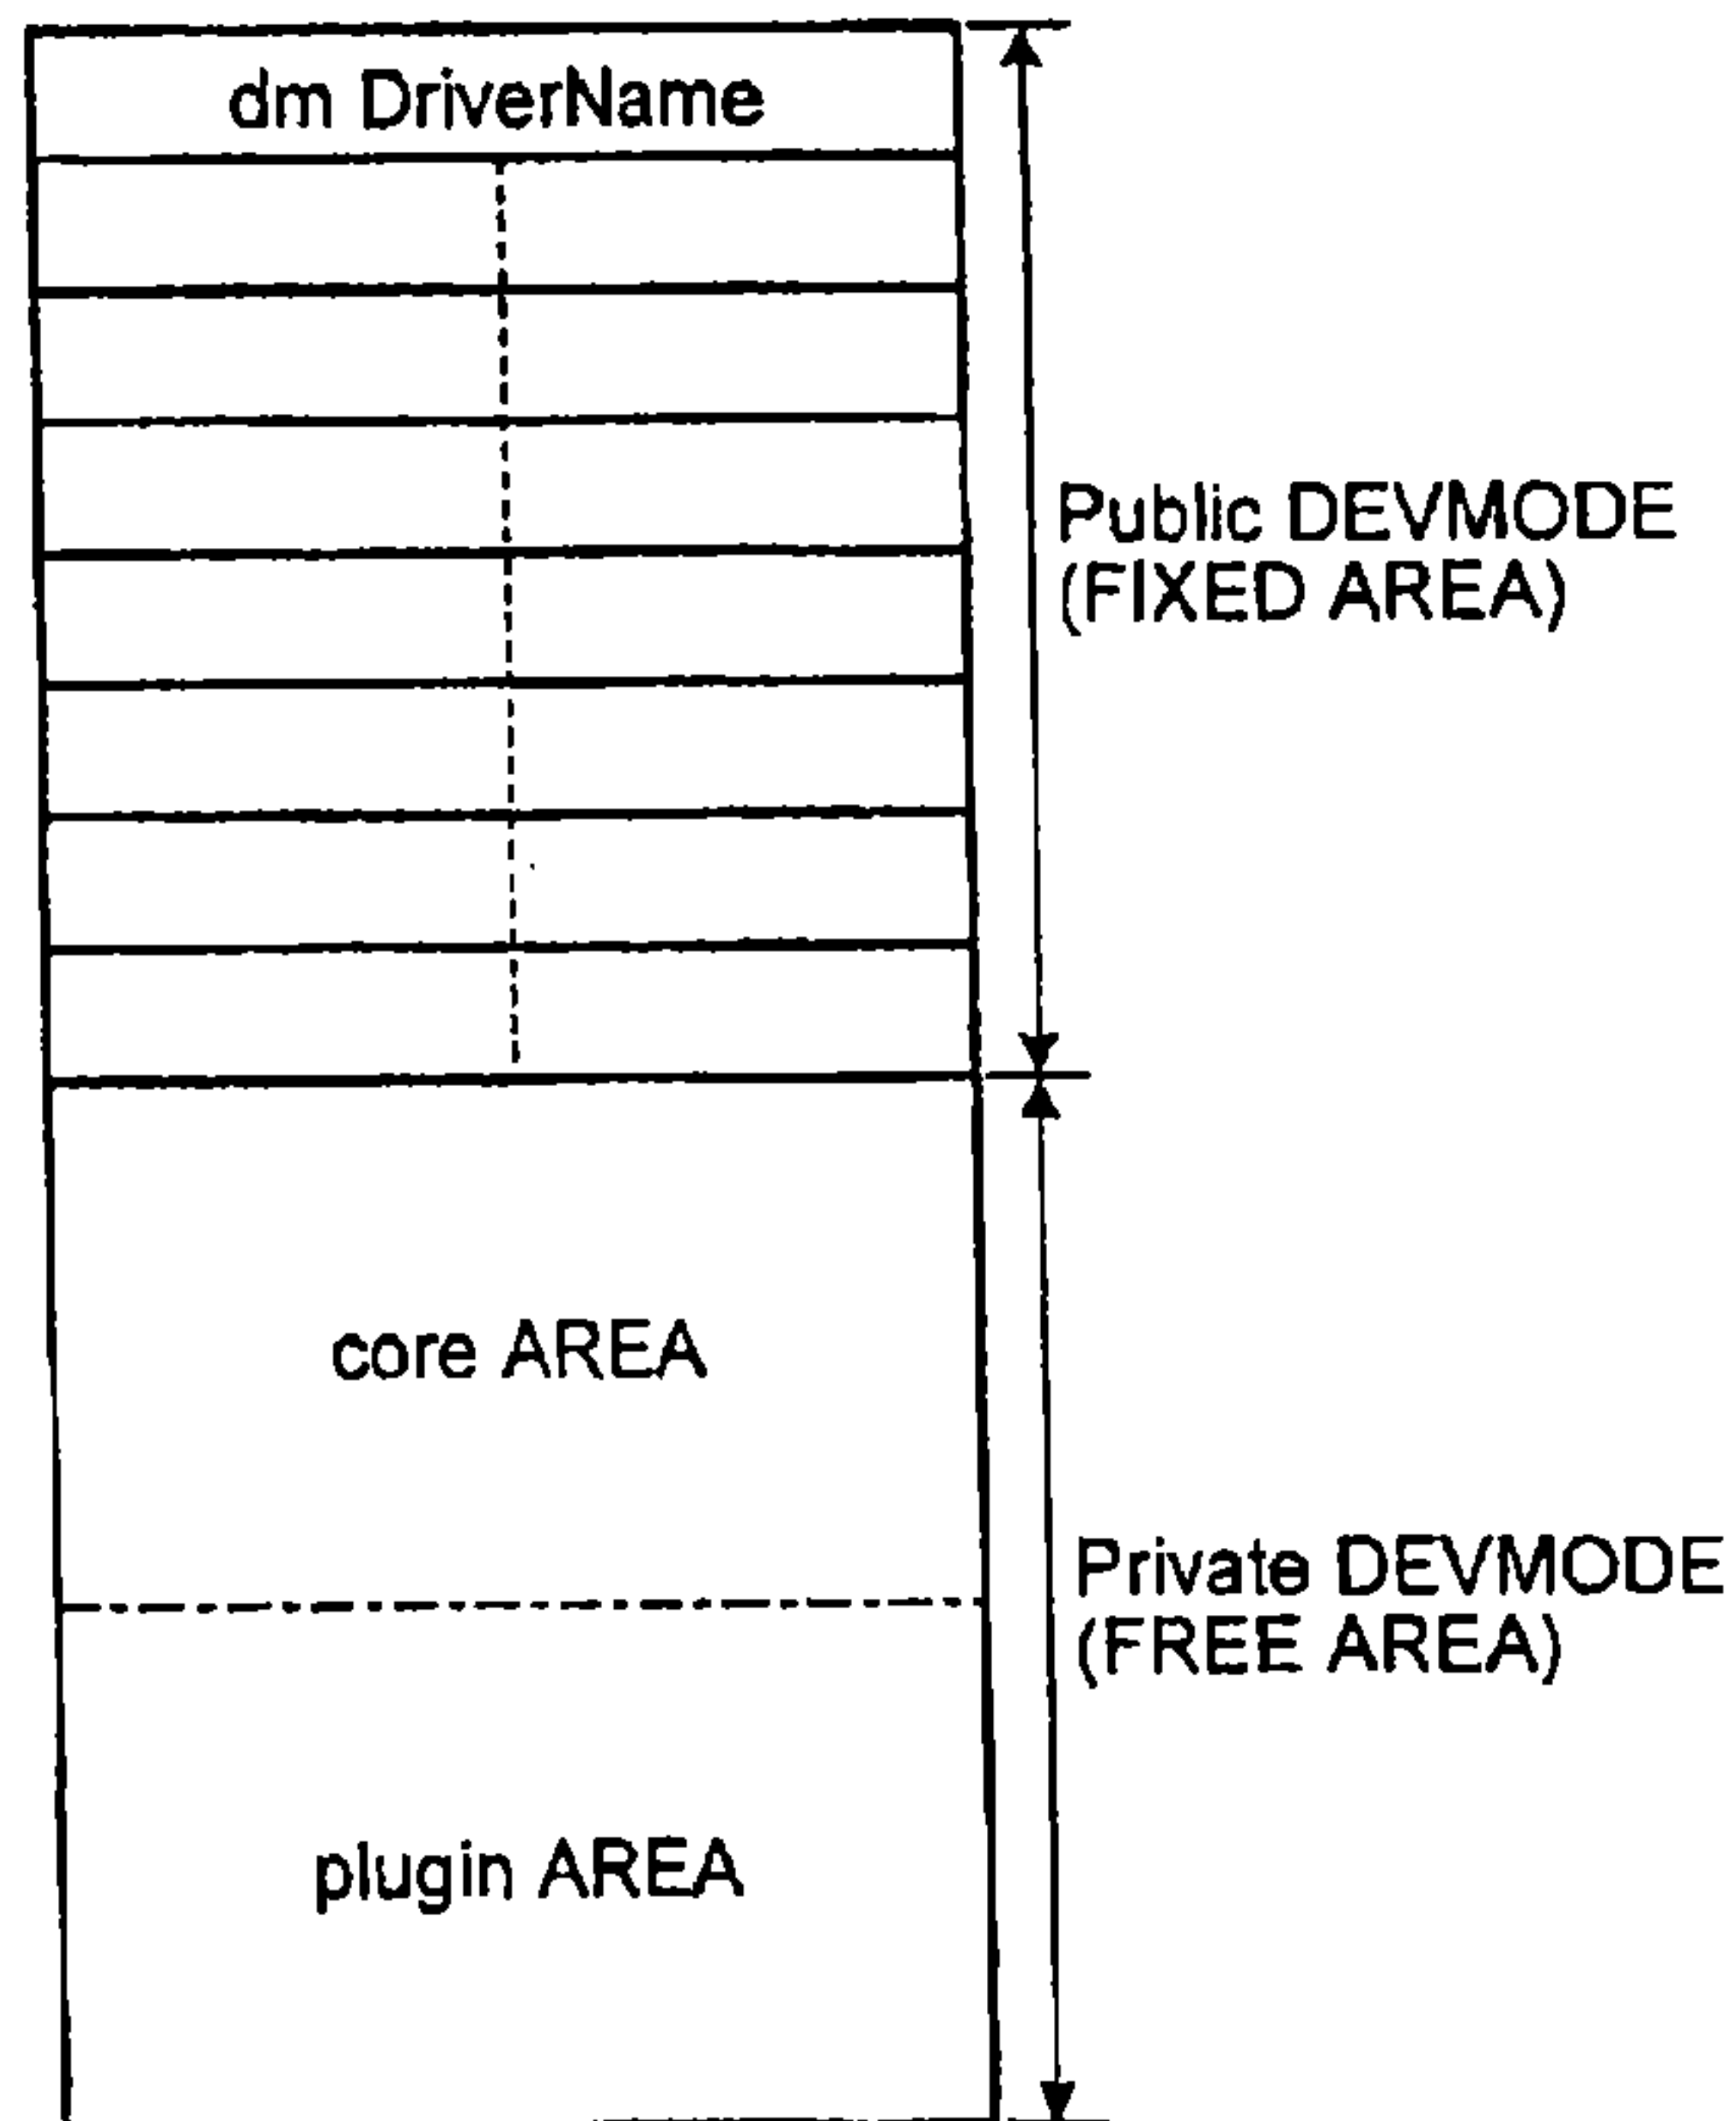 dm DriverName
Public DEVMODE
(FIXED AREA)
core AREA
Private DEVMODE
(FREE AREA)
plugin AREA